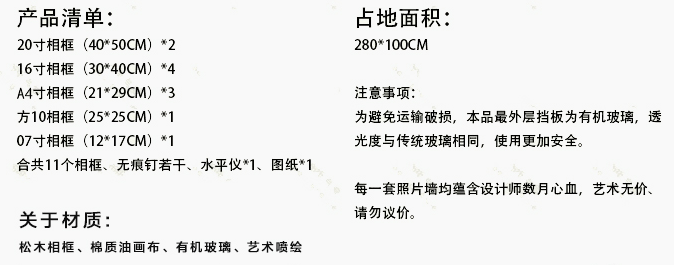 产品清单：
20寸相框（40*50CM）*2
16寸相框（30*40CM）*4
A4寸相框（21*29CM）*3
方10相框（25*25CM）*1
07寸相框（12*17CM）*1
合共11个相框、无痕钉若干、水平仪*1、图纸*1
关于材质：
松木相框、棉质油画布、有机玻璃、艺术喷绘
占地面积：
280*100CM
注意事项：
为避免运输破损，本品最外层挡板为有机玻璃，透
光度与传统玻璃相同，使用更加安全。
每一套照片墙均蕴含设计师数月心血，艺术无价、
请勿议价。